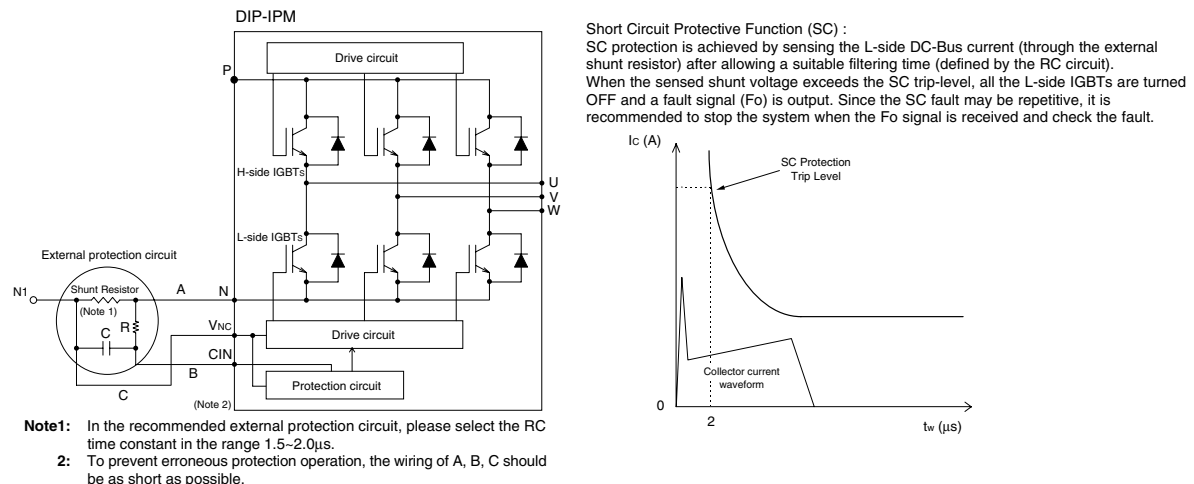 DIP-IPM
Drive circuit
P
H-side IGBTs
U
V
W
L-side IGBTs
External protection circuit
N1
Shunt Resistor
(Note 1)
A
N
R
C
VNC
Drive circuit
CIN
B
C
Protection circuit
(Note 2)
Note1: In the recommended external protection circuit, please select the RC
time constant in the range 1.5~2.0µs.
2: To prevent erroneous protection operation, the wiring of A, B, C should
be as short as possible.
Short Circuit Protective Function (SC) :
SC protection is achieved by sensing the L-side DC-Bus current (through the external
shunt resistor) after allowing a suitable filtering time (defined by the RC circuit).
When the sensed shunt voltage exceeds the SC trip-level, all the L-side IGBTs are turned
OFF and a fault signal (Fo) is output. Since the SC fault may be repetitive, it is
recommended to stop the system when the Fo signal is received and check the fault.
IC (A)
SC Protection
Trip Level
Collector current
waveform
0
2
tw (µs)